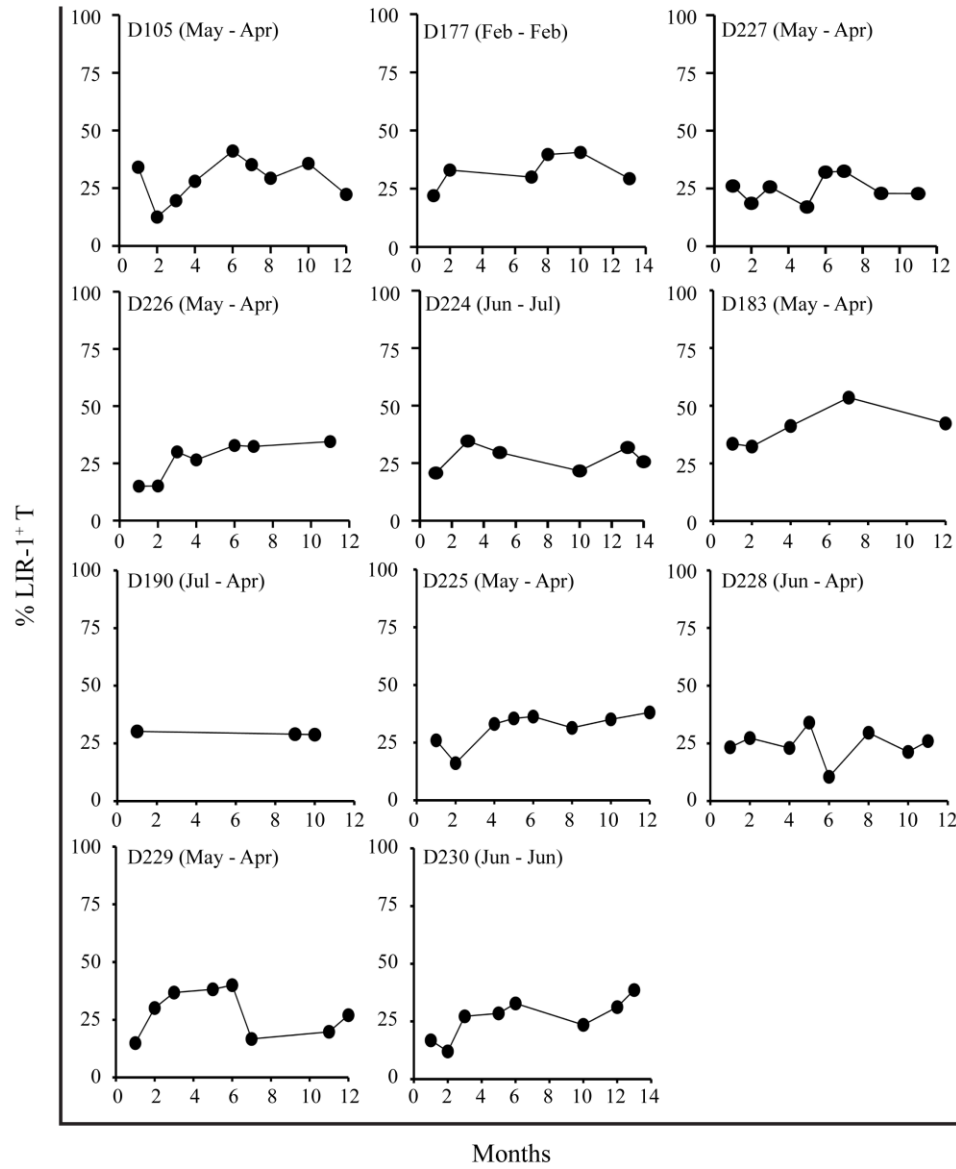 % LIR-1⁺ T
D105 (May - Apr)
100
75
50
25
0
0 2 4 6 8 10 12
D177 (Feb - Feb)
100
75
50
25
0
0 2 4 6 8 10 12 14
D227 (May - Apr)
100
75
50
25
0
0 2 4 6 8 10 12
D226 (May - Apr)
100
75
50
25
0
0 2 4 6 8 10 12
D224 (Jun - Jul)
100
75
50
25
0
0 2 4 6 8 10 12 14
D183 (May - Apr)
100
75
50
25
0
0 2 4 6 8 10 12
D190 (Jul - Apr)
100
75
50
25
0
0 2 4 6 8 10 12
D225 (May - Apr)
100
75
50
25
0
0 2 4 6 8 10 12
D228 (Jun - Apr)
100
75
50
25
0
0 2 4 6 8 10 12
D229 (May - Apr)
100
75
50
25
0
0 2 4 6 8 10 12
D230 (Jun - Jun)
100
75
50
25
0
0 2 4 6 8 10 12 14
Months